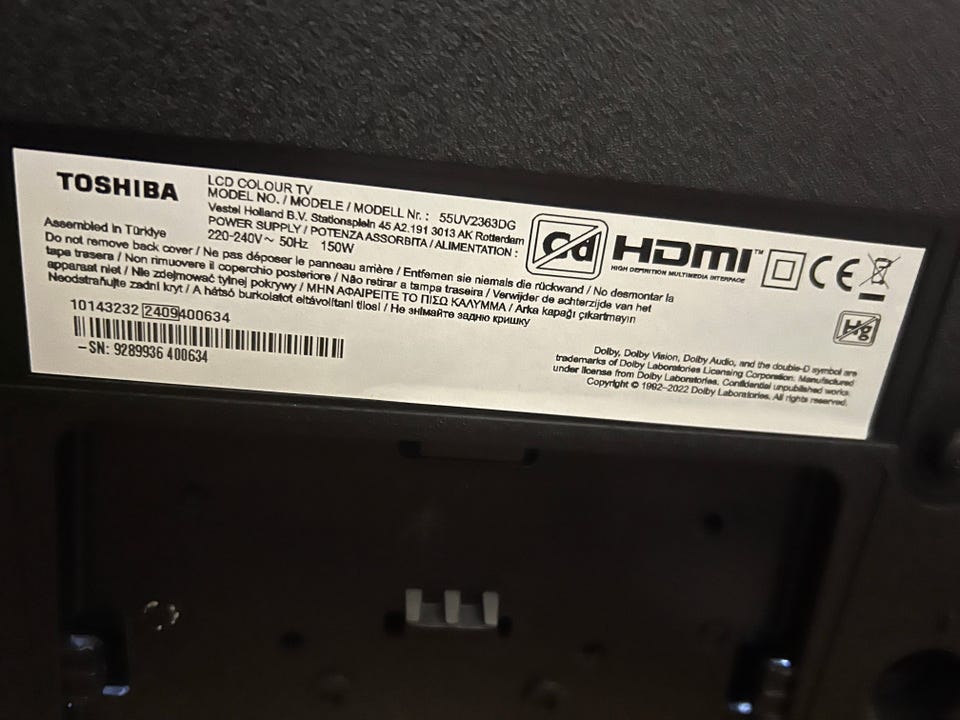 TOSHIBA
LCD COLOUR TV
MODEL NO. / MODELE / MODELL Nr. : 55UV2363DG
Vestel Holland B.V. Stationsplein 45 A2.191 3013 AK Rotterdam
POWER SUPPLY / POTENZA ASSORBITA / ALIMENTATION :
220-240V ~ 50Hz 150W
Assembled in Türkiye
Do not remove back cover / Ne pas déposer le panneau arrière / Entfernen sie niemals die rückwand / No desmontar la
tapa trasera / Non rimuovere il coperchio posteriore / Não retirar a tampa traseira / Verwijder de achterzijde van het
apparaat niet / Nie zdejmować tylnej pokrywy / ΜΗΝ ΑΦΑΙΡΕΙΤΕ ΤΟ ΠΙΣΩ ΚΑΛΥΜΜΑ / Arka kapağı çıkartmayın
Neodstraňujte zadní kryt / A hátsó burkolatot eltávolítani tilos! / Не знімайте задню кришку
10143232 2409400634
-SN: 9289936 400634
Cd
HDMI™
HIGH DEFINITION MULTIMEDIA INTERFACE
CE
Hg
Dolby, Dolby Vision, Dolby Audio, and the double-D symbol are
trademarks of Dolby Laboratories Licensing Corporation. Manufactured
under license from Dolby Laboratories. Confidential unpublished works.
Copyright © 1992-2022 Dolby Laboratories. All rights reserved.